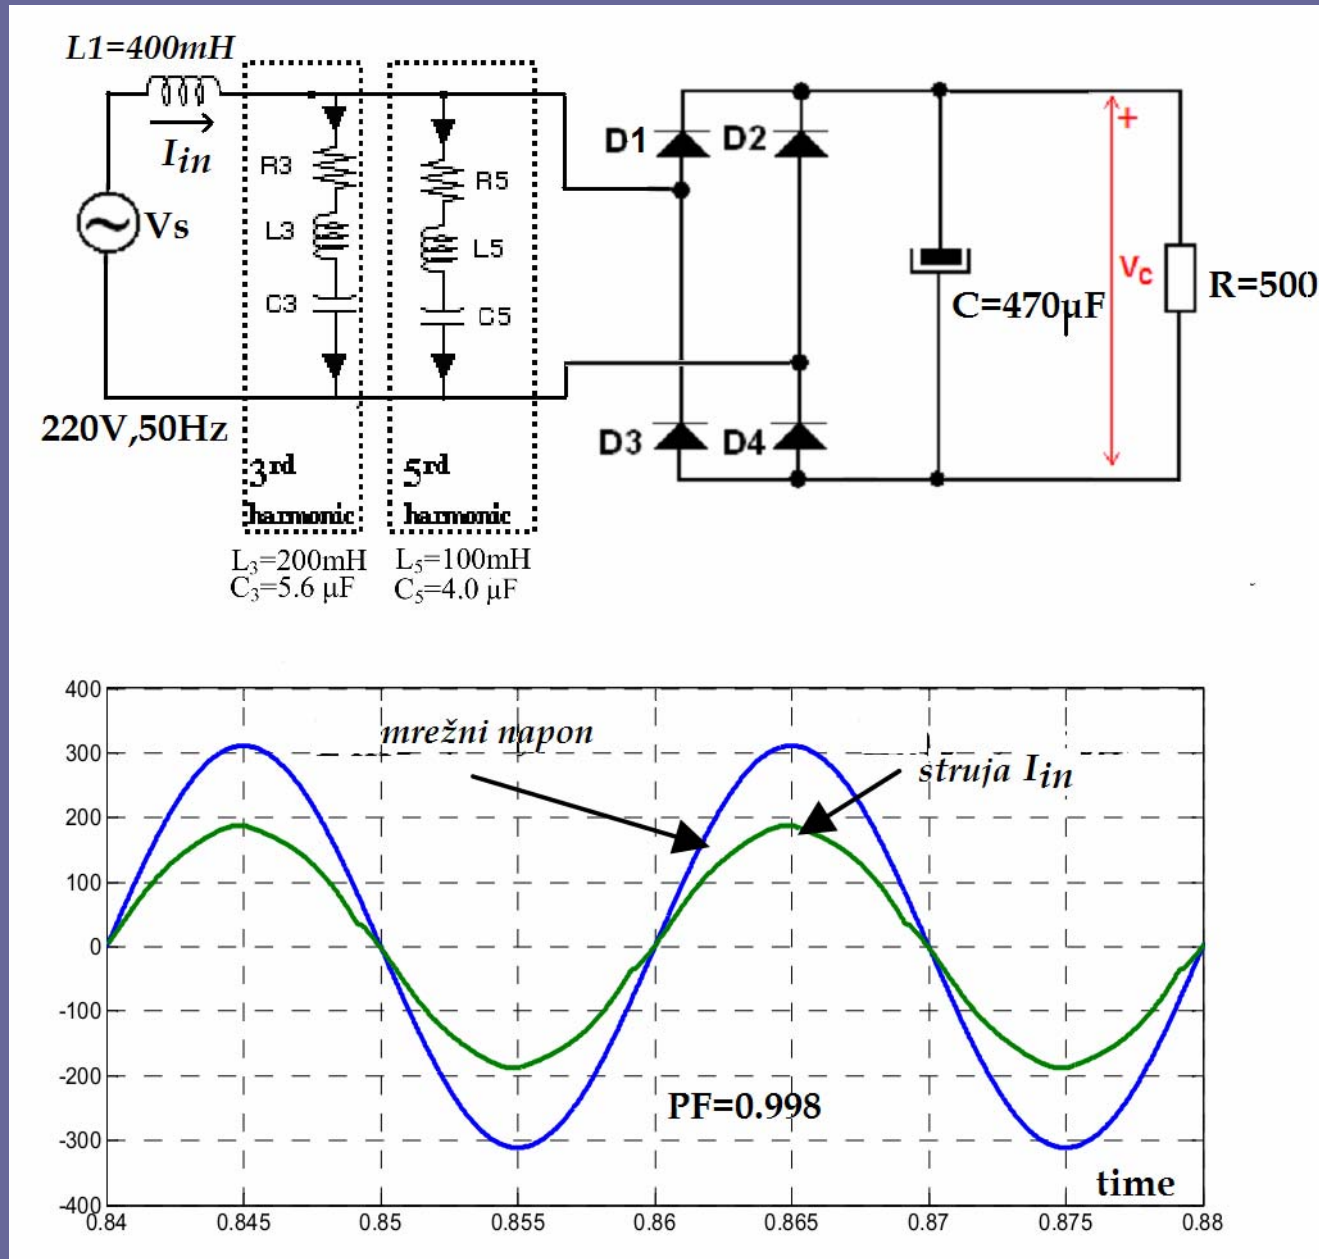 L1=400mH
Iin
Vs
220V,50Hz
R3
L3
C3
R5
L5
C5
3rd
harmonic
5rd
harmonic
L3=200mH
C3=5.6 µF
L5=100mH
C5=4.0 µF
D1
D2
D3
D4
+
Vc
C=470µF
R=500
400
300
200
100
0
-100
-200
-300
-400
mrežni napon
struja Iin
PF=0.998
time
0.84 0.845 0.85 0.855 0.86 0.865 0.87 0.875 0.88